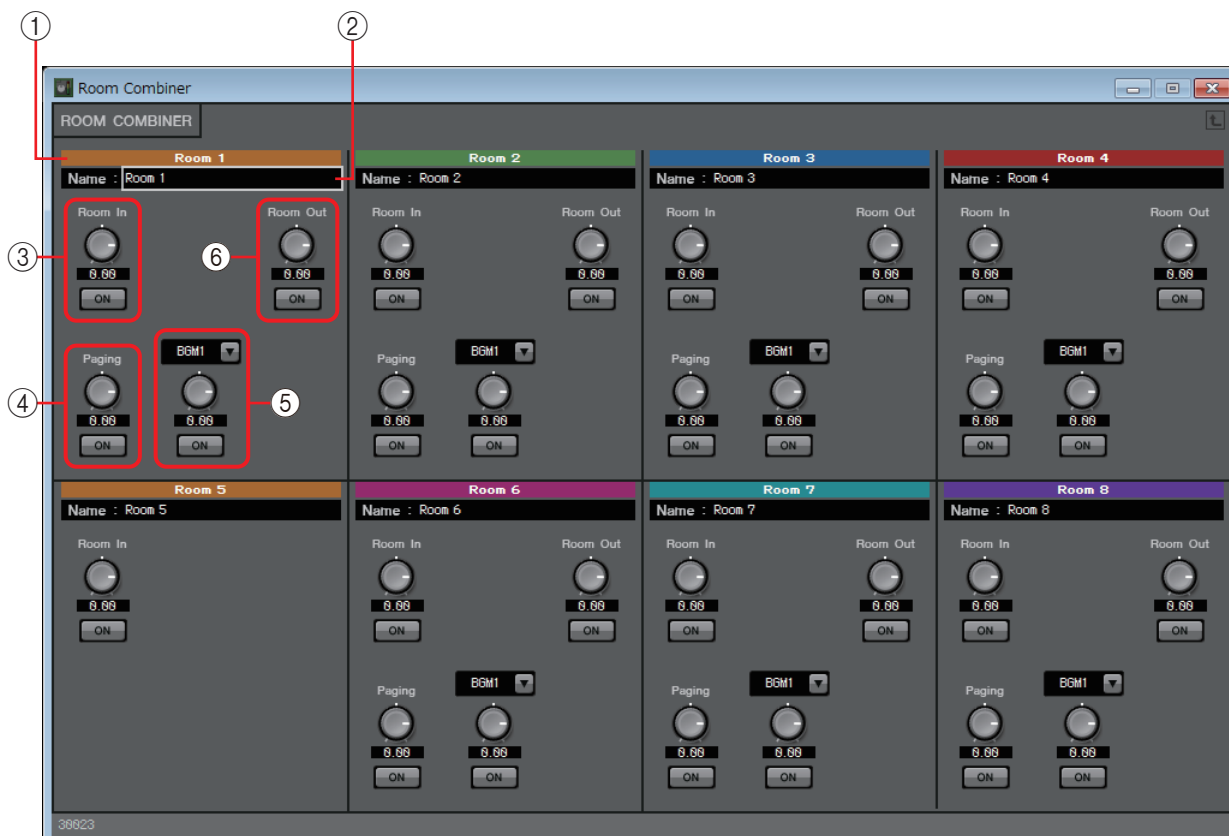 ① ②
Room Combiner
ROOM COMBINER
Room 1 Room 2 Room 3 Room 4
Name : Room 1 Name : Room 2 Name : Room 3 Name : Room 4
Room In Room Out Room In Room Out Room In Room Out Room In Room Out
③ ⑥
0.00 0.00 0.00 0.00 0.00 0.00 0.00 0.00
ON ON ON ON ON ON ON ON
Paging BGM1 Paging BGM1 Paging BGM1 Paging BGM1
④ ⑤
0.00 0.00 0.00 0.00 0.00 0.00 0.00 0.00
ON ON ON ON ON ON ON ON
Room 5 Room 6 Room 7 Room 8
Name : Room 5 Name : Room 6 Name : Room 7 Name : Room 8
Room In Room In Room Out Room In Room Out Room In Room Out
0.00 0.00 0.00 0.00 0.00 0.00 0.00
ON ON ON ON ON ON ON
Paging BGM1 Paging BGM1 Paging BGM1
0.00 0.00 0.00 0.00 0.00 0.00
ON ON ON ON ON ON
30023